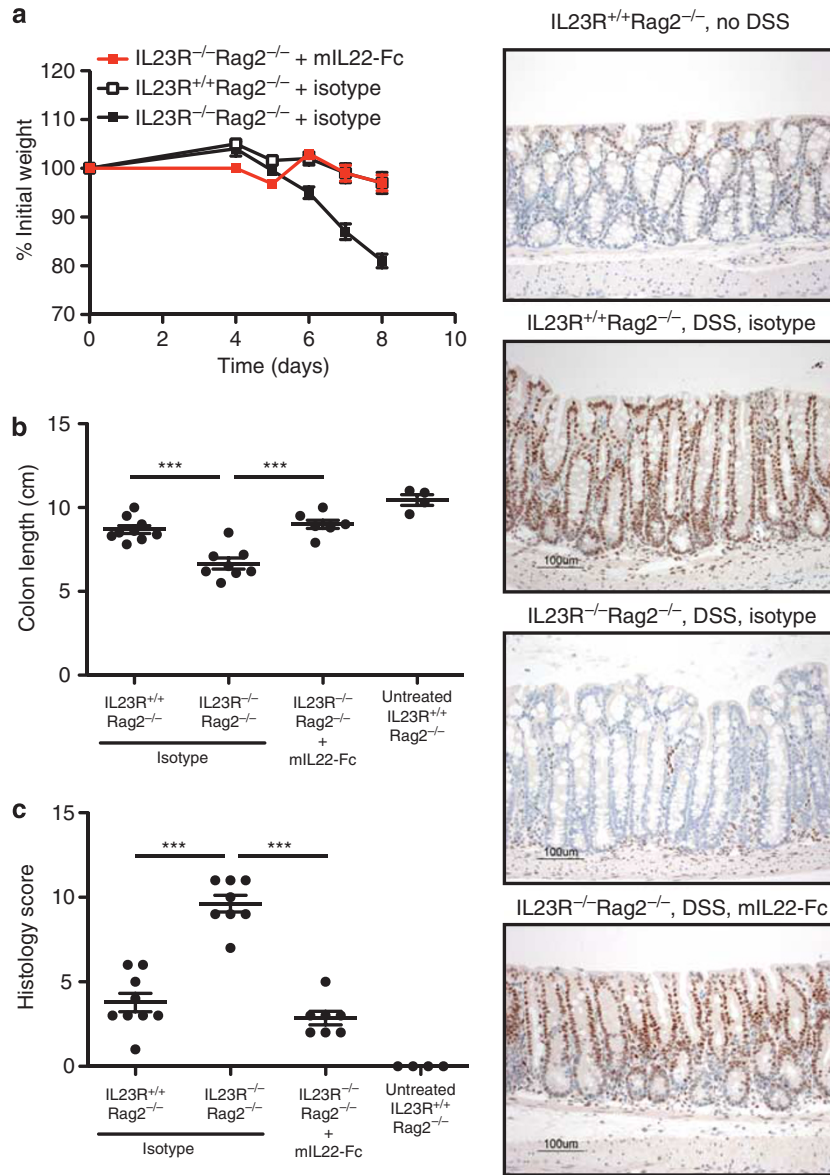 a
IL23R–/–Rag2–/– + mIL22-Fc
IL23R+/+Rag2–/– + isotype
IL23R–/–Rag2–/– + isotype
120
110
100
90
80
70
% Initial weight
0 2 4 6 8 10
Time (days)
b
15
10
5
0
Colon length (cm)
*** ***
IL23R+/+
Rag2–/–
IL23R–/–
Rag2–/–
Isotype
IL23R–/–
Rag2–/–
+
mIL22-Fc
Untreated
IL23R+/+
Rag2–/–
c
15
10
5
0
Histology score
*** ***
IL23R+/+
Rag2–/–
IL23R–/–
Rag2–/–
Isotype
IL23R–/–
Rag2–/–
+
mIL22-Fc
Untreated
IL23R+/+
Rag2–/–
IL23R+/+Rag2–/–, no DSS
IL23R+/+Rag2–/–, DSS, isotype
100um
IL23R–/–Rag2–/–, DSS, isotype
100um
IL23R–/–Rag2–/–, DSS, mIL22-Fc
100um